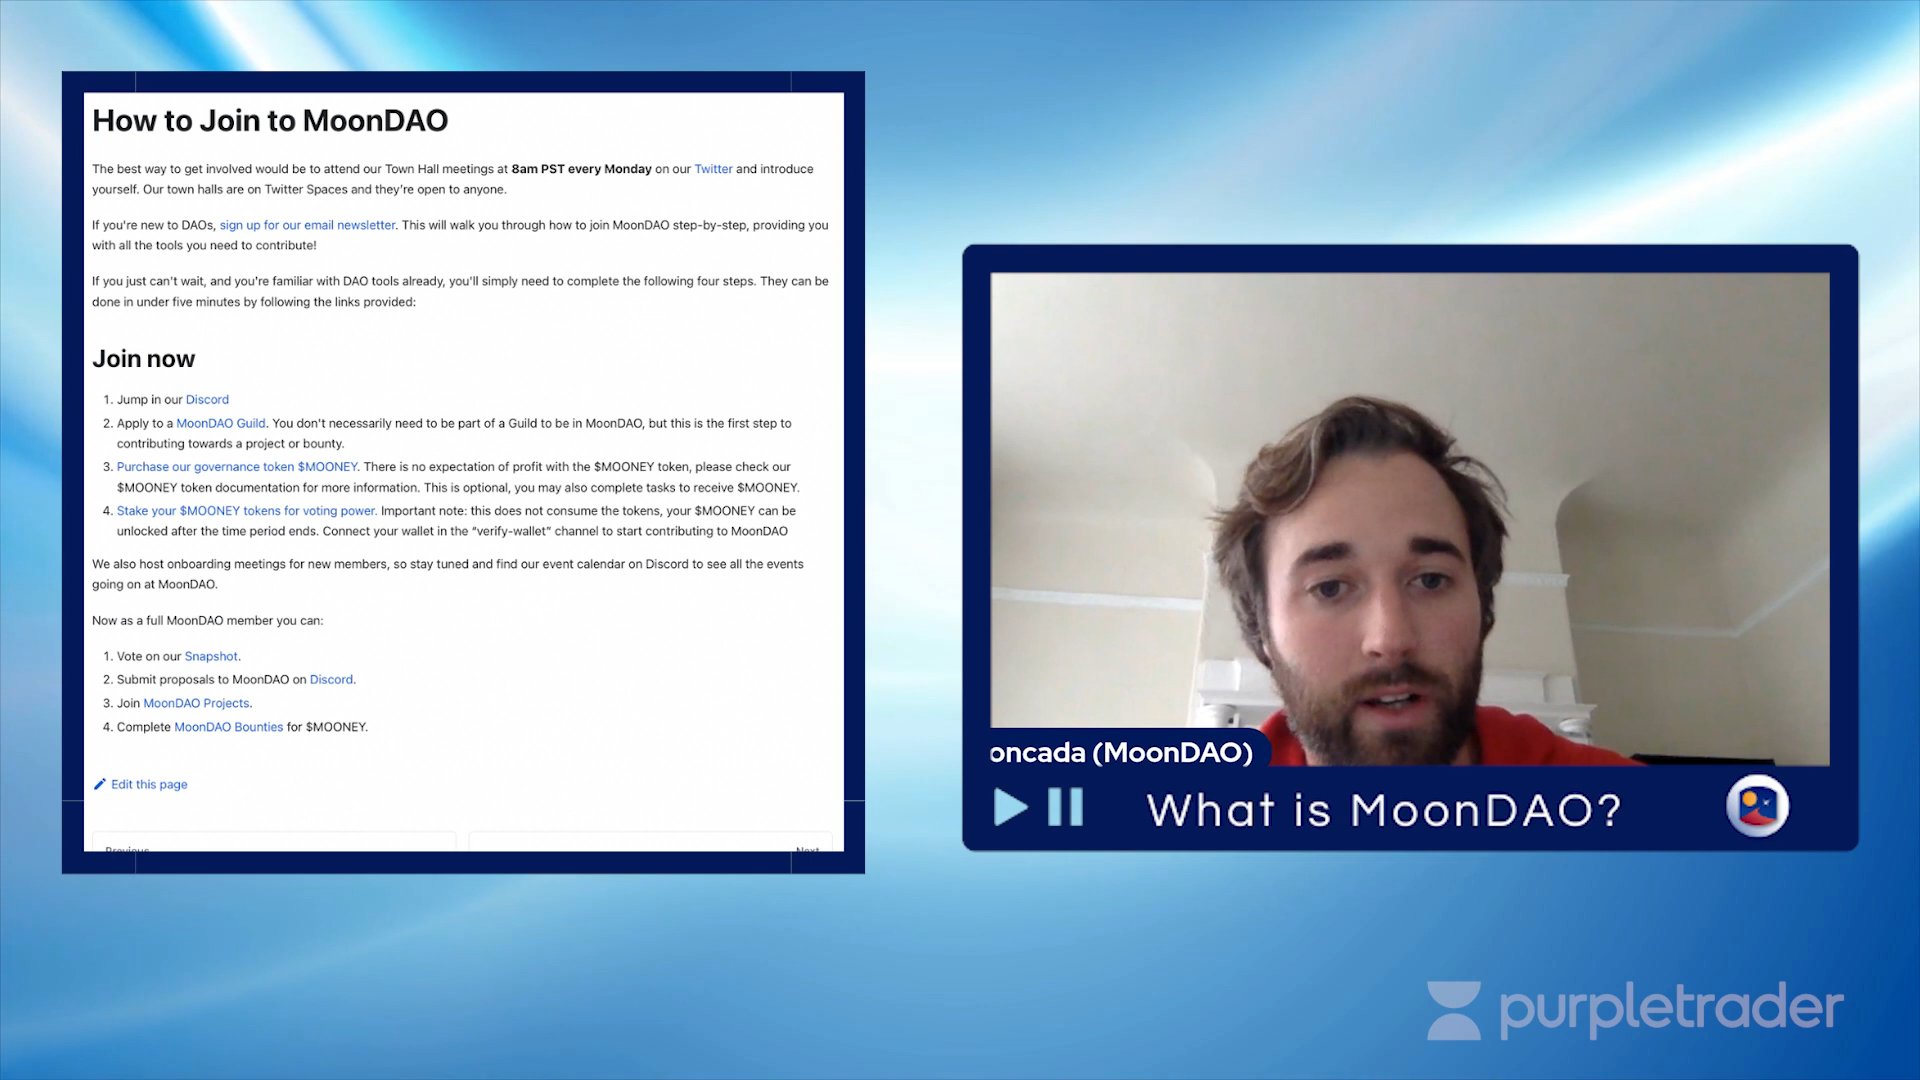 How to Join to MoonDAO
The best way to get involved would be to attend our Town Hall meetings at 8am PST every Monday on our Twitter and introduce
yourself. Our town halls are on Twitter Spaces and they're open to anyone.
If you're new to DAOs, sign up for our email newsletter. This will walk you through how to join MoonDAO step-by-step, providing you
with all the tools you need to contribute!
If you just can't wait, and you're familiar with DAO tools already, you'll simply need to complete the following four steps. They can be
done in under five minutes by following the links provided:
Join now
1. Jump in our Discord
2. Apply to a MoonDAO Guild. You don't necessarily need to be part of a Guild to be in MoonDAO, but this is the first step to
contributing towards a project or bounty.
3. Purchase our governance token $MOONEY. There is no expectation of profit with the $MOONEY token, please check our
$MOONEY token documentation for more information. This is optional, you may also complete tasks to receive $MOONEY.
4. Stake your $MOONEY tokens for voting power. Important note: this does not consume the tokens, your $MOONEY can be
unlocked after the time period ends. Connect your wallet in the “verify-wallet” channel to start contributing to MoonDAO
We also host onboarding meetings for new members, so stay tuned and find our event calendar on Discord to see all the events
going on at MoonDAO.
Now as a full MoonDAO member you can:
1. Vote on our Snapshot.
2. Submit proposals to MoonDAO on Discord.
3. Join MoonDAO Projects.
4. Complete MoonDAO Bounties for $MOONEY.
Edit this page
Previous
Next
oncada (MoonDAO)
What is MoonDAO?
purpletrader